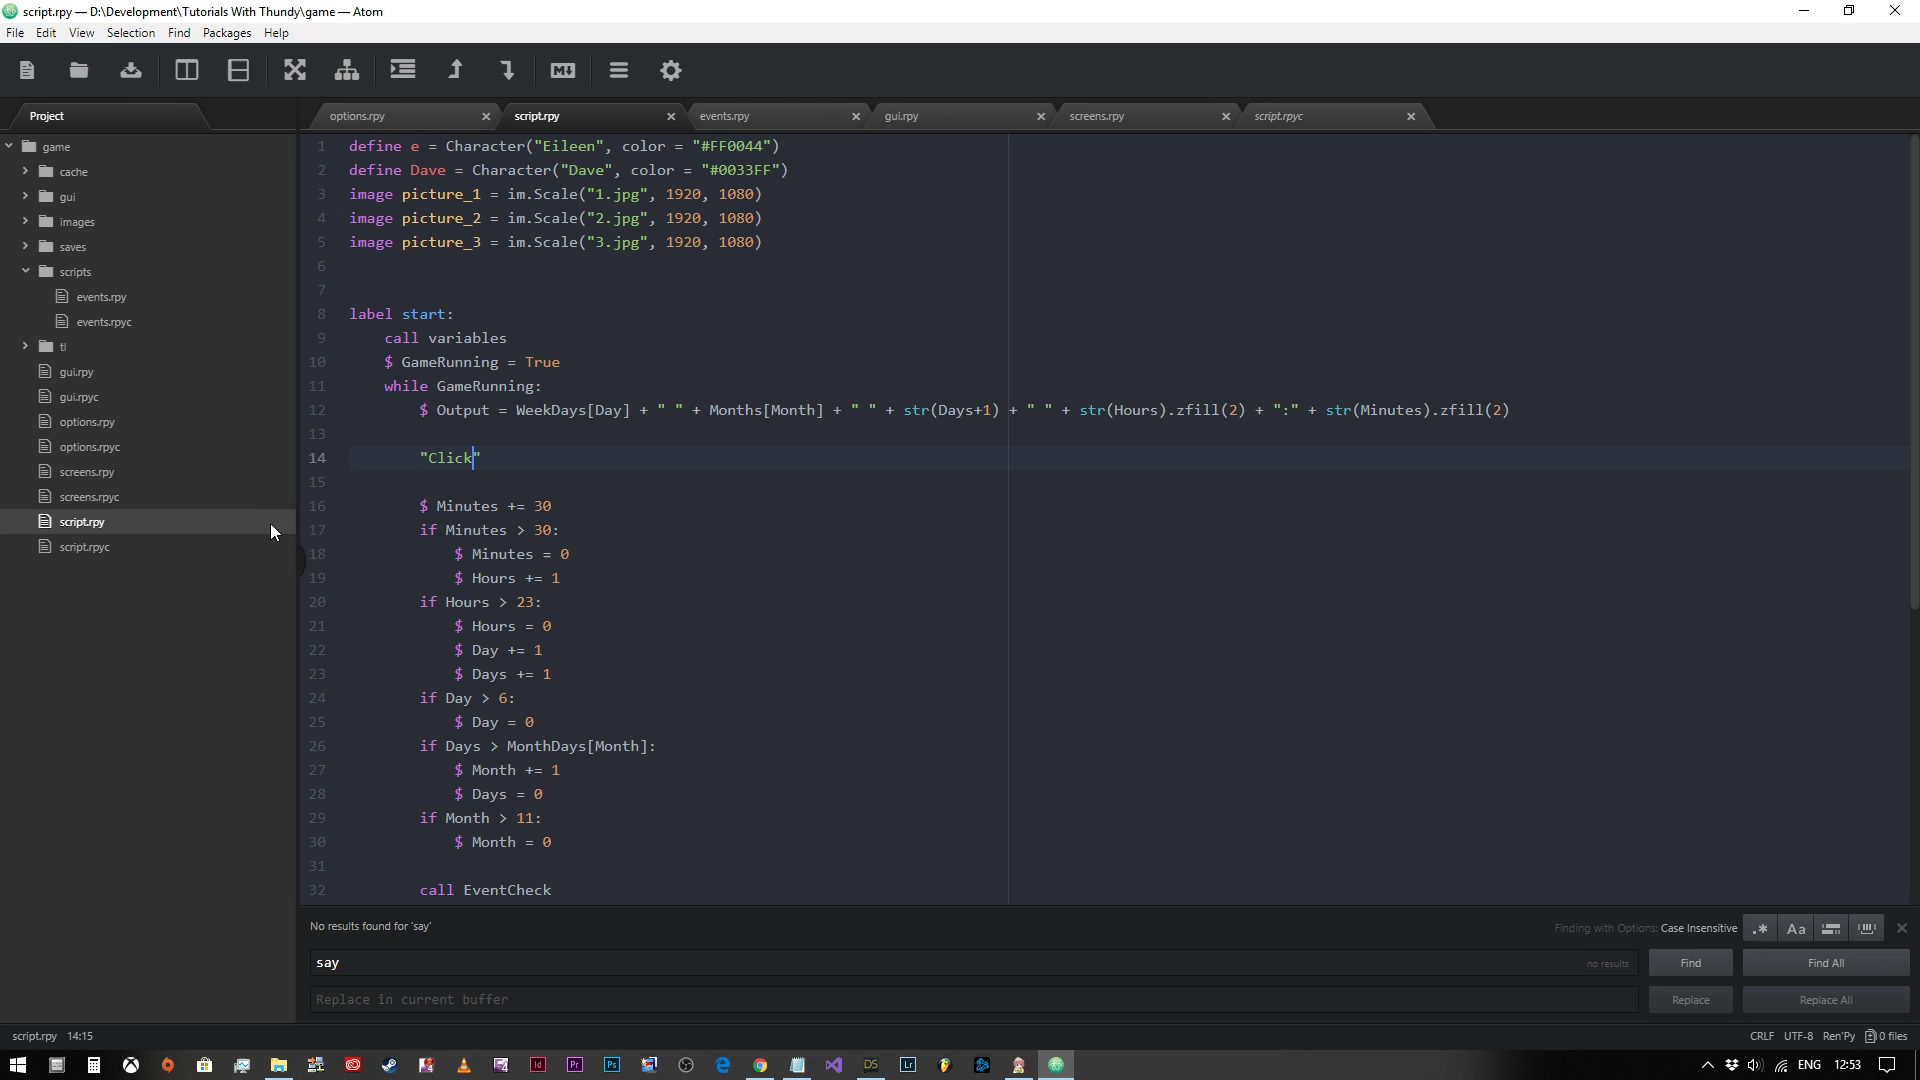 script.rpy — D:\Development\Tutorials With Thundy\game — Atom
File Edit View Selection Find Packages Help
Project
options.rpy
script.rpy
events.rpy
gui.rpy
screens.rpy
script.rpyc
game
cache
gui
images
saves
scripts
events.rpy
events.rpyc
tl
gui.rpy
gui.rpyc
options.rpy
options.rpyc
screens.rpy
screens.rpyc
script.rpy
script.rpyc
1 define e = Character("Eileen", color = "#FF0044")
2 define Dave = Character("Dave", color = "#0033FF")
3 image picture_1 = im.Scale("1.jpg", 1920, 1080)
4 image picture_2 = im.Scale("2.jpg", 1920, 1080)
5 image picture_3 = im.Scale("3.jpg", 1920, 1080)
6
7
8 label start:
9 call variables
10 $ GameRunning = True
11 while GameRunning:
12 $ Output = WeekDays[Day] + " " + Months[Month] + " " + str(Days+1) + " " + str(Hours).zfill(2) + ":" + str(Minutes).zfill(2)
13
14 "Click"
15
16 $ Minutes += 30
17 if Minutes > 30:
18 $ Minutes = 0
19 $ Hours += 1
20 if Hours > 23:
21 $ Hours = 0
22 $ Day += 1
23 $ Days += 1
24 if Day > 6:
25 $ Day = 0
26 if Days > MonthDays[Month]:
27 $ Month += 1
28 $ Days = 0
29 if Month > 11:
30 $ Month = 0
31
32 call EventCheck
No results found for 'say'
Finding with Options: Case Insensitive
.* Aa
say
no results
Find
Find All
Replace in current buffer
Replace
Replace All
script.rpy 14:15
CRLF UTF-8 Ren'Py 0 files
Id Pr Ps DS Lr
ENG 12:53